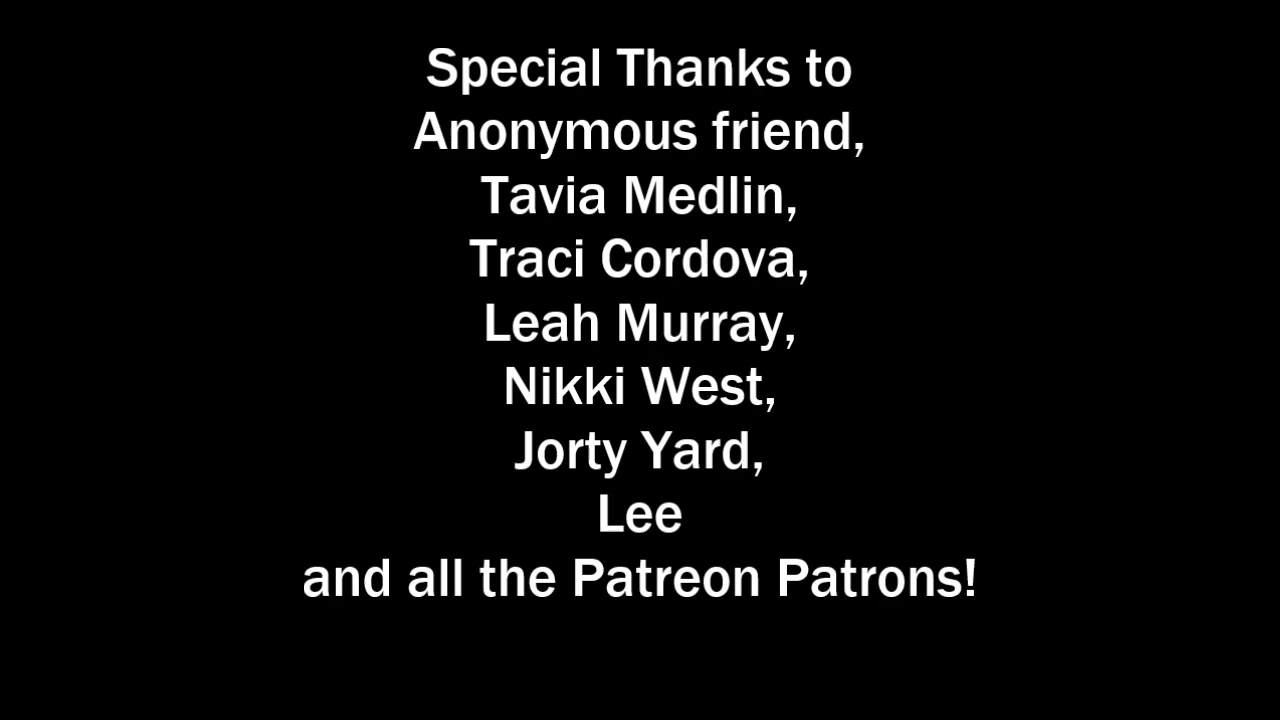 Special Thanks to
Anonymous friend,
Tavia Medlin,
Traci Cordova,
Leah Murray,
Nikki West,
Jorty Yard,
Lee
and all the Patreon Patrons!